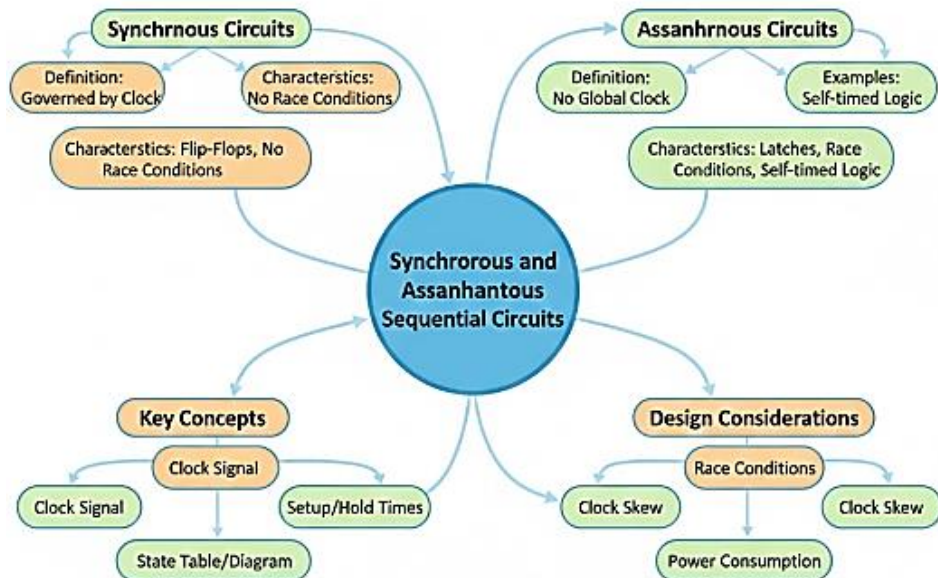 Synchrnous Circuits
Definition:
Governed by Clock
Characterstics:
No Race Conditions
Characterstics: Flip-Flops, No
Race Conditions
Assanhrnous Circuits
Definition:
No Global Clock
Examples:
Self-timed Logic
Characterstics: Latches, Race
Conditions, Self-timed Logic
Synchrorous and
Assanhantous
Sequential Circuits
Key Concepts
Clock Signal
Clock Signal
Setup/Hold Times
State Table/Diagram
Design Considerations
Race Conditions
Clock Skew
Clock Skew
Power Consumption